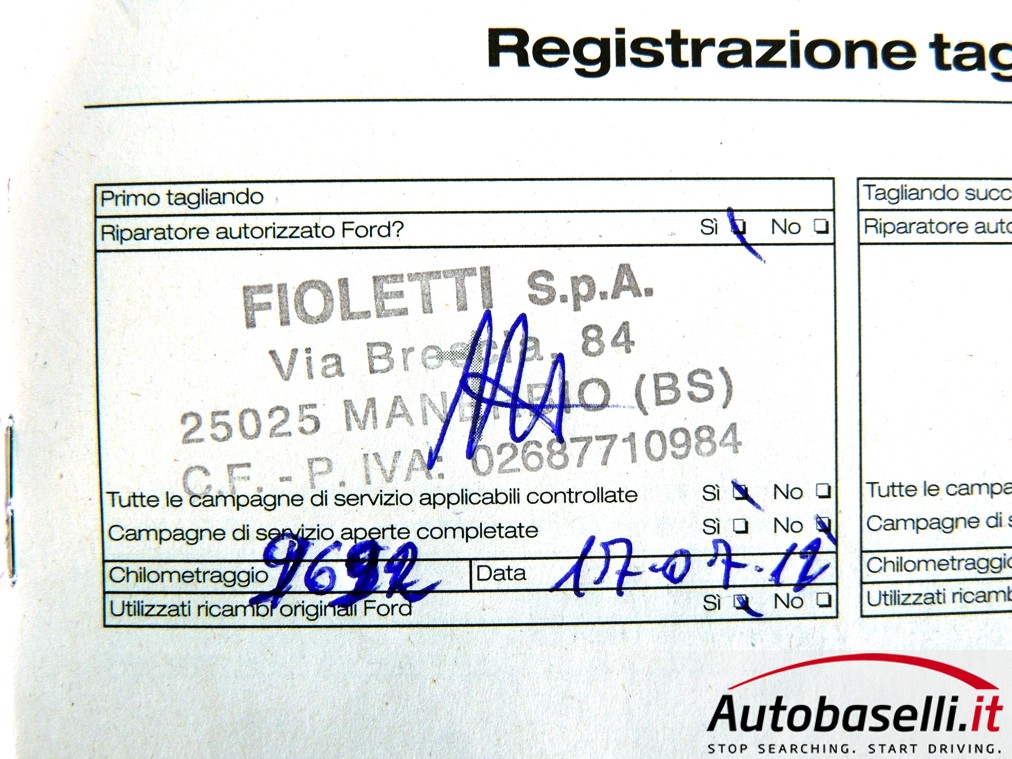 Registrazione tag
Primo tagliando
Riparatore autorizzato Ford? Sì ❑ No ❑
FIOLETTI S.p.A.
Via Brescia, 84
25025 MANERBIO (BS)
C.F. - P. IVA: 02687710984
Tutte le campagne di servizio applicabili controllate Sì ❑ No ❑
Campagne di servizio aperte completate Sì ❑ No ❑
Chilometraggio Data 17-07-12
Utilizzati ricambi originali Ford Sì ❑ No ❑
Tagliando succ
Riparatore auto
Tutte le campa
Campagne di s
Chilometraggio
Utilizzati ricamb
Autobaselli.it
STOP SEARCHING. START DRIVING.